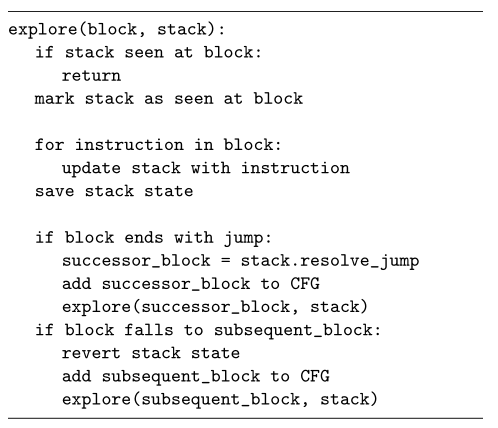 explore(block, stack):
if stack seen at block:
return
mark stack as seen at block
for instruction in block:
update stack with instruction
save stack state
if block ends with jump:
successor_block = stack.resolve_jump
add successor_block to CFG
explore(successor_block, stack)
if block falls to subsequent_block:
revert stack state
add subsequent_block to CFG
explore(subsequent_block, stack)